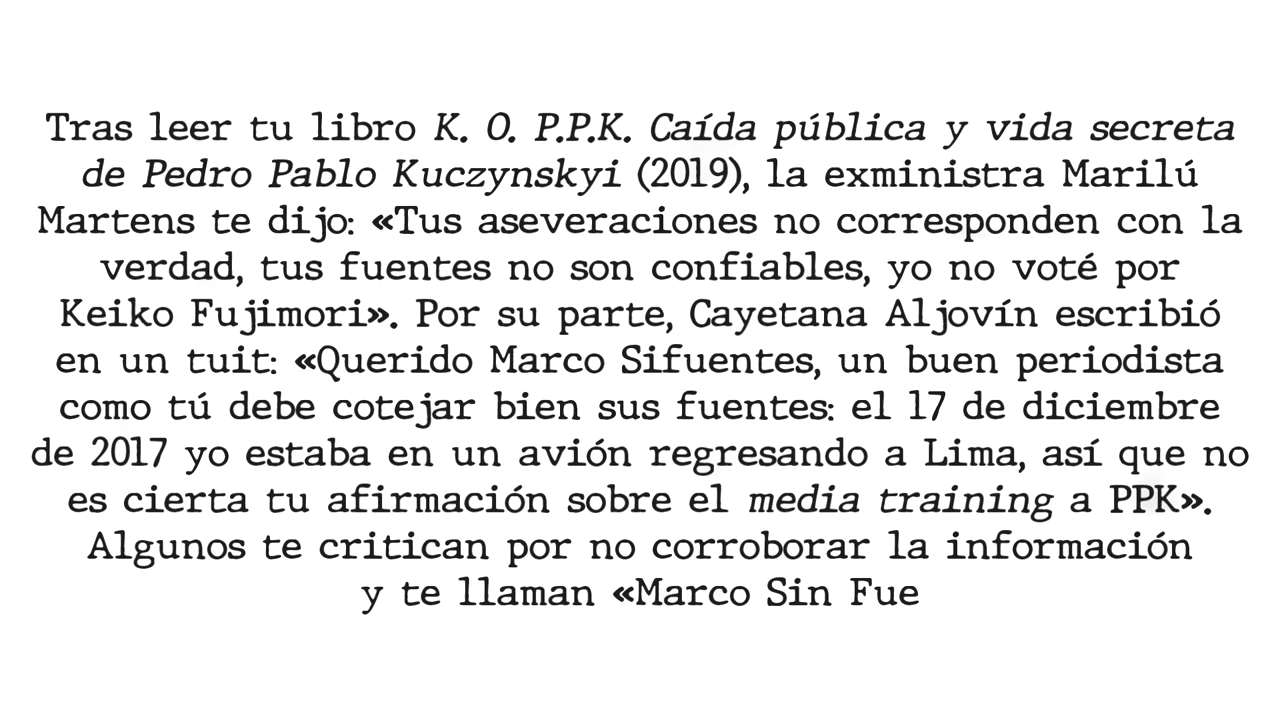 Tras leer tu libro K. O. P.P.K. Caída pública y vida secreta
de Pedro Pablo Kuczynskyi (2019), la exministra Marilú
Martens te dijo: «Tus aseveraciones no corresponden con la
verdad, tus fuentes no son confiables, yo no voté por
Keiko Fujimori». Por su parte, Cayetana Aljovín escribió
en un tuit: «Querido Marco Sifuentes, un buen periodista
como tú debe cotejar bien sus fuentes: el 17 de diciembre
de 2017 yo estaba en un avión regresando a Lima, así que no
es cierta tu afirmación sobre el media training a PPK».
Algunos te critican por no corroborar la información
y te llaman «Marco Sin Fue